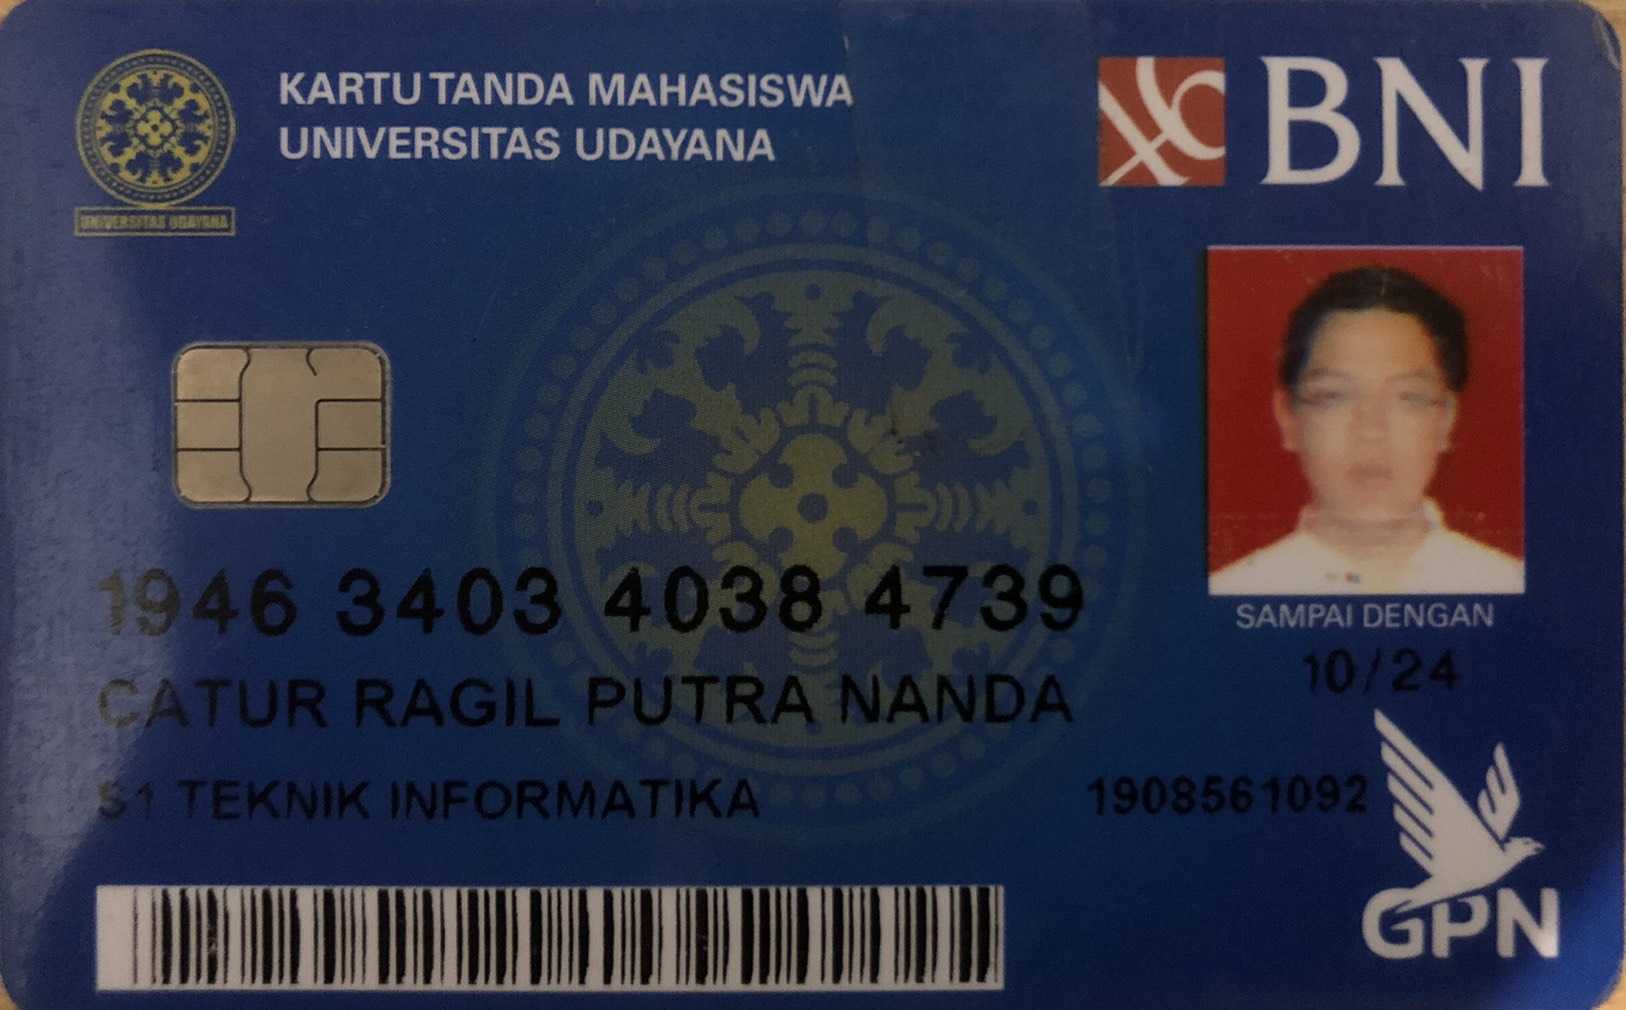 KARTU TANDA MAHASISWA
UNIVERSITAS UDAYANA
BNI
UNIVERSITAS UDAYANA
1946 3403 4038 4739
SAMPAI DENGAN
10/24
CATUR RAGIL PUTRA NANDA
S1 TEKNIK INFORMATIKA
1908561092
GPN